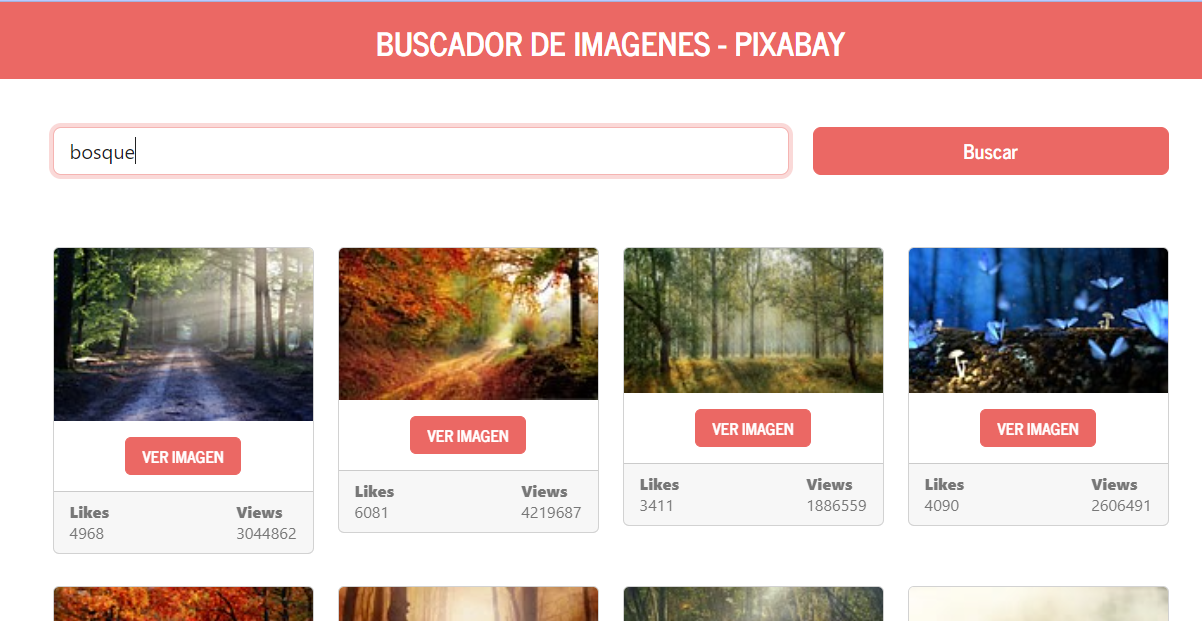 BUSCADOR DE IMAGENES - PIXABAY
bosque
Buscar
VER IMAGEN
Likes Views
4968 3044862
VER IMAGEN
Likes Views
6081 4219687
VER IMAGEN
Likes Views
3411 1886559
VER IMAGEN
Likes Views
4090 2606491